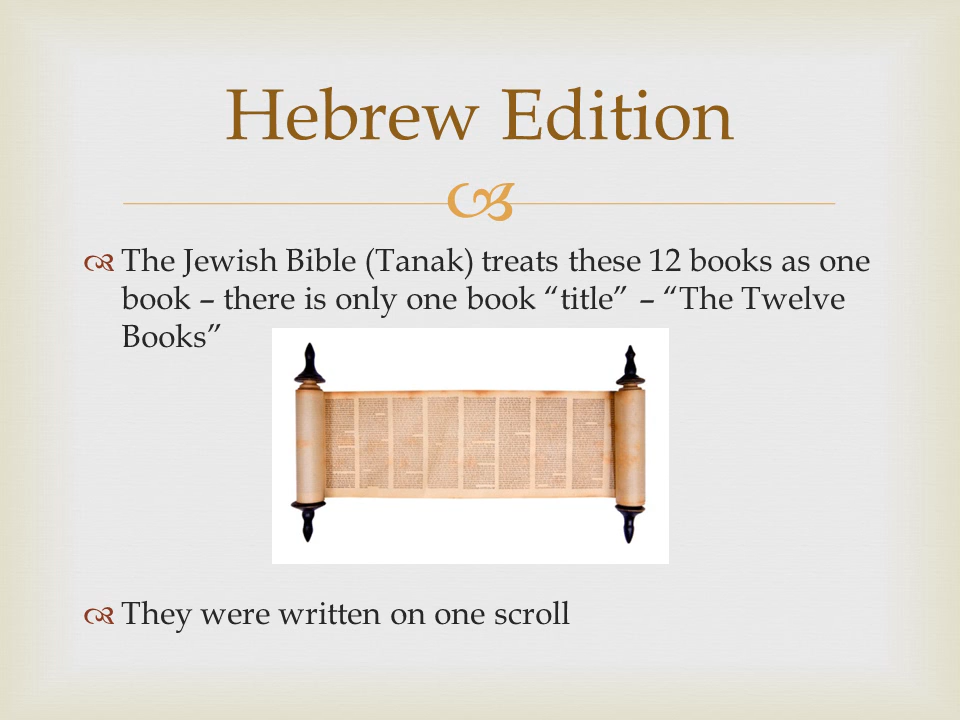 Hebrew Edition
The Jewish Bible (Tanak) treats these 12 books as one
book – there is only one book “title” – “The Twelve
Books”
They were written on one scroll